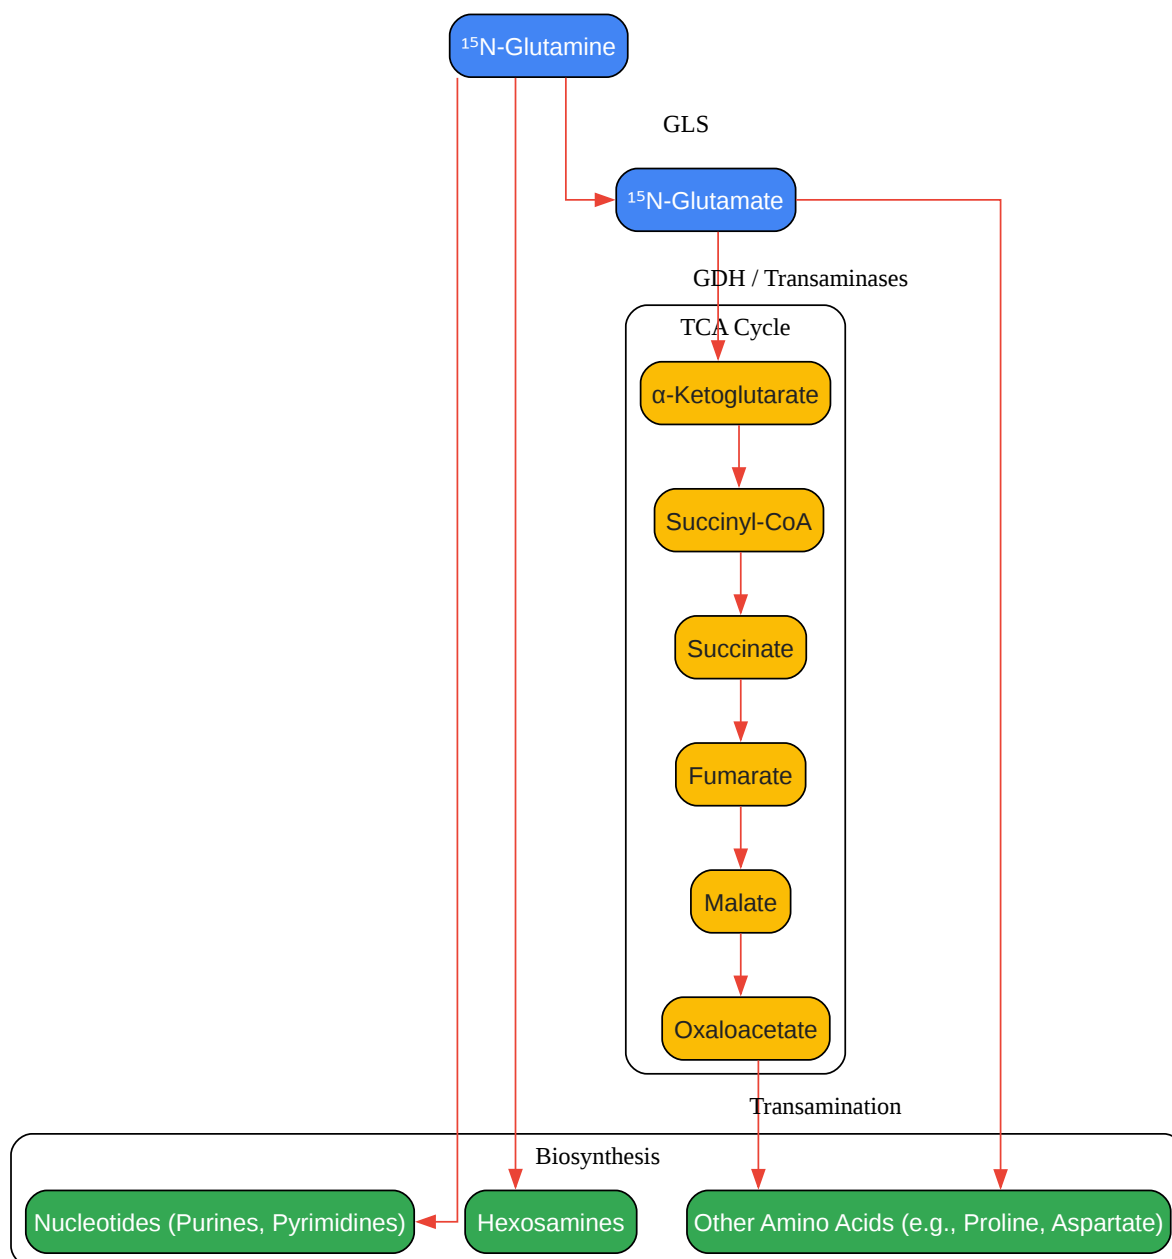 ¹⁵N-Glutamine
GLS
¹⁵N-Glutamate
GDH / Transaminases
TCA Cycle
α-Ketoglutarate
Succinyl-CoA
Succinate
Fumarate
Malate
Oxaloacetate
Transamination
Biosynthesis
Nucleotides (Purines, Pyrimidines)
Hexosamines
Other Amino Acids (e.g., Proline, Aspartate)